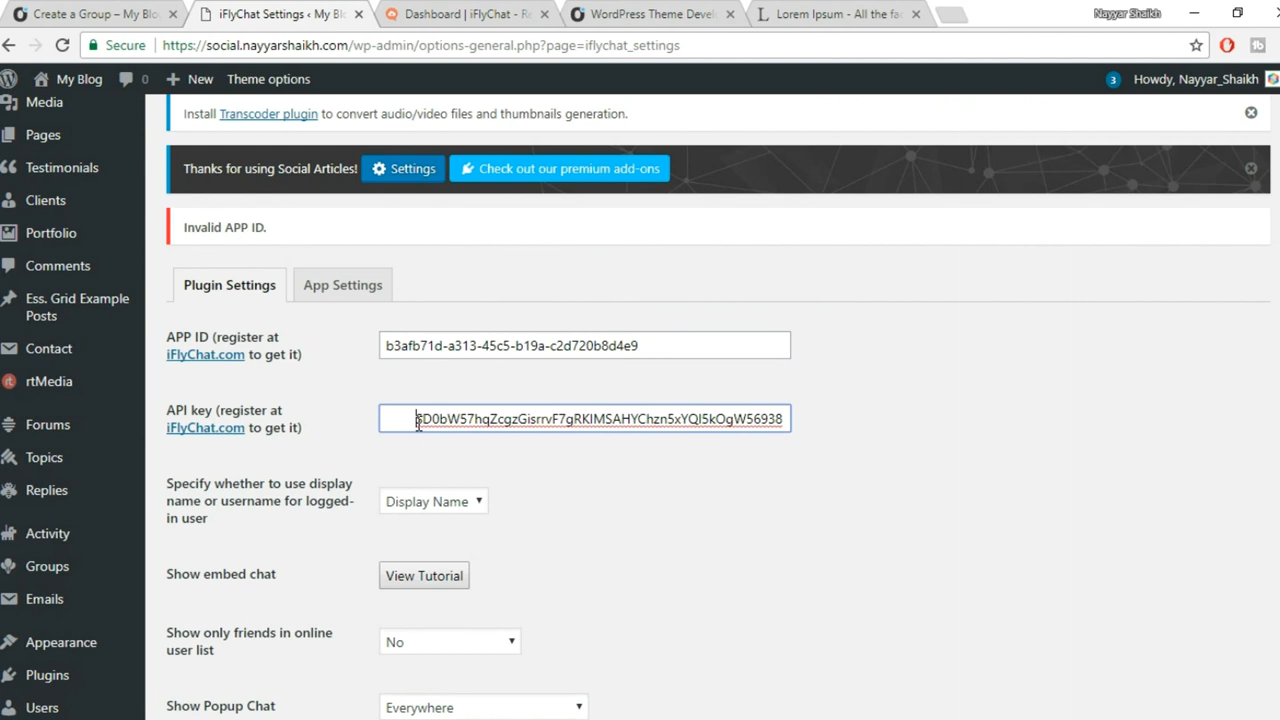 Create a Group – My Blo
iFlyChat Settings ‹ My B
Dashboard | iFlyChat - R
WordPress Theme Devel
Lorem Ipsum - All the fa
Nayyar Shaikh
Secure
https://social.nayyarshaikh.com/wp-admin/options-general.php?page=iflychat_settings
My Blog
0
New
Theme options
3
Howdy, Nayyar_Shaikh
Media
Pages
Testimonials
Clients
Portfolio
Comments
Ess. Grid Example
Posts
Contact
rtMedia
Forums
Topics
Replies
Activity
Groups
Emails
Appearance
Plugins
Users
Install Transcoder plugin to convert audio/video files and thumbnails generation.
Thanks for using Social Articles!
Settings
Check out our premium add-ons
Invalid APP ID.
Plugin Settings
App Settings
APP ID (register at
iFlyChat.com to get it)
b3afb71d-a313-45c5-b19a-c2d720b8d4e9
API key (register at
iFlyChat.com to get it)
Specify whether to use display
name or username for logged-
in user
Display Name
Show embed chat
View Tutorial
Show only friends in online
user list
No
Show Popup Chat
Everywhere